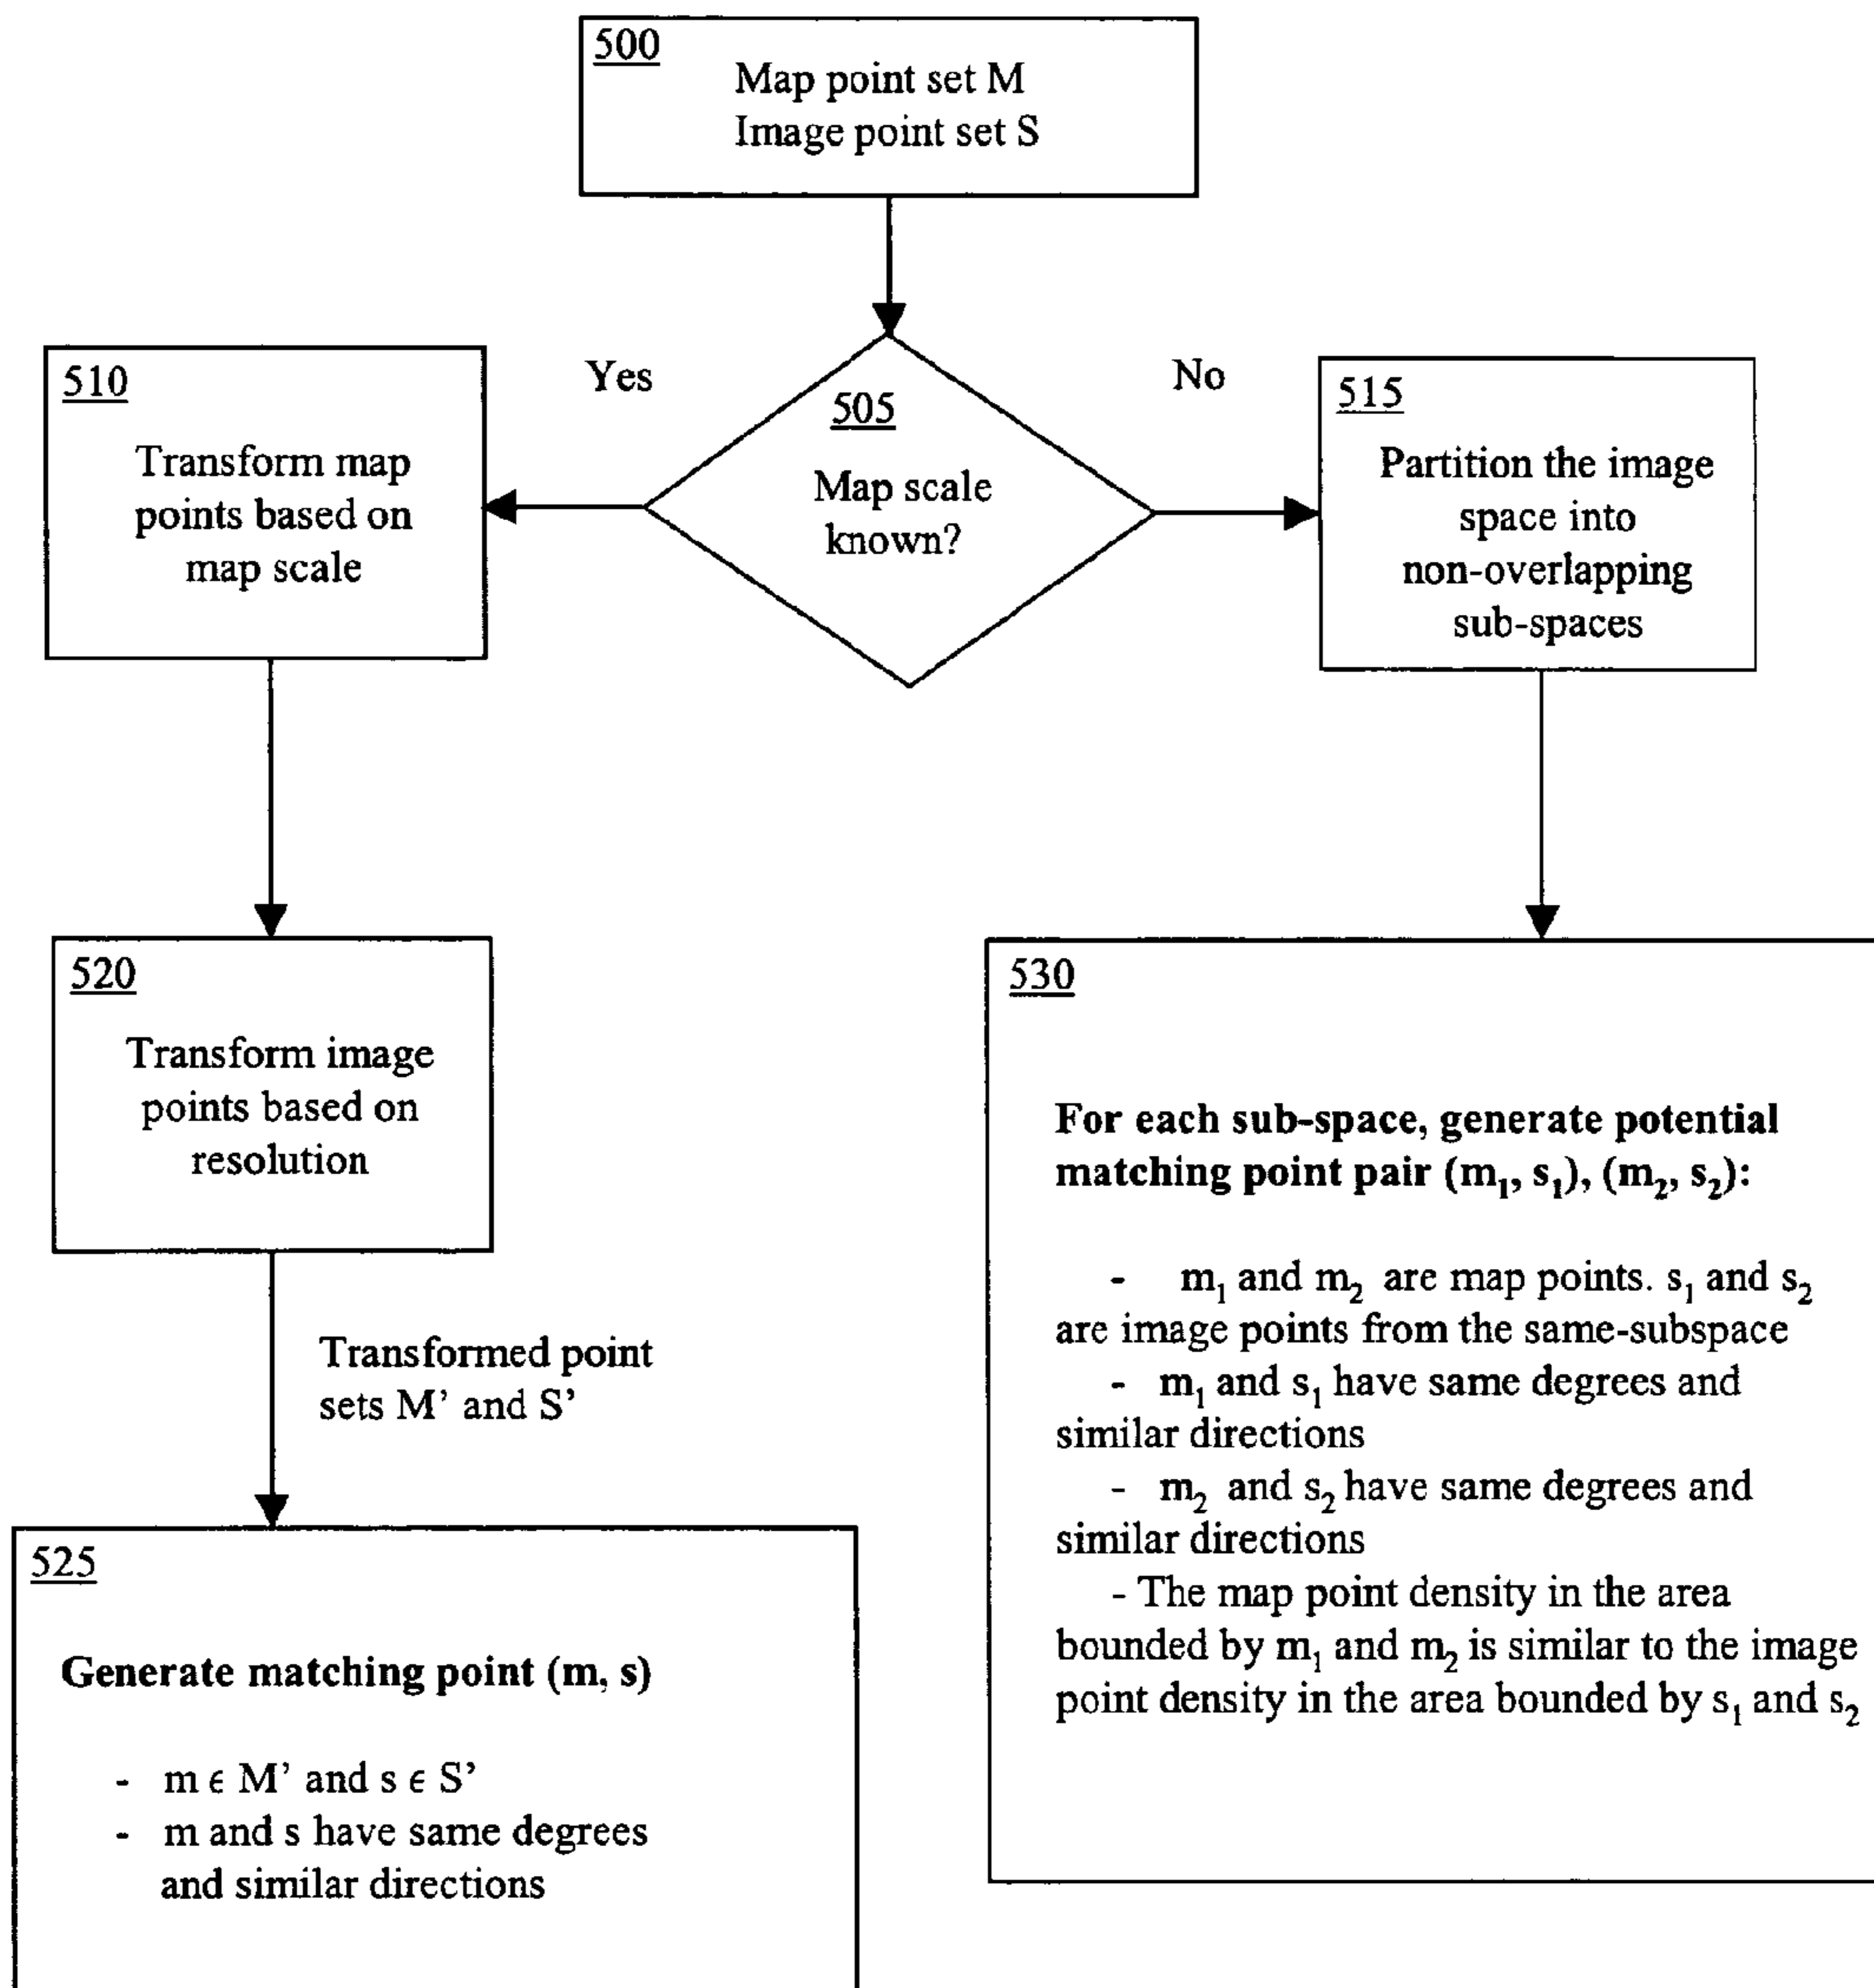 500
Map point set M
Image point set S
505
Map scale
known?
Yes
No
510
Transform map
points based on
map scale
515
Partition the image
space into
non-overlapping
sub-spaces
520
Transform image
points based on
resolution
Transformed point
sets M’ and S’
525
Generate matching point (m, s)
- m ϵ M’ and s ϵ S’
- m and s have same degrees
and similar directions
530
For each sub-space, generate potential
matching point pair (m₁, s₁), (m₂, s₂):
- m₁ and m₂ are map points. s₁ and s₂
are image points from the same-subspace
- m₁ and s₁ have same degrees and
similar directions
- m₂ and s₂ have same degrees and
similar directions
- The map point density in the area
bounded by m₁ and m₂ is similar to the image
point density in the area bounded by s₁ and s₂